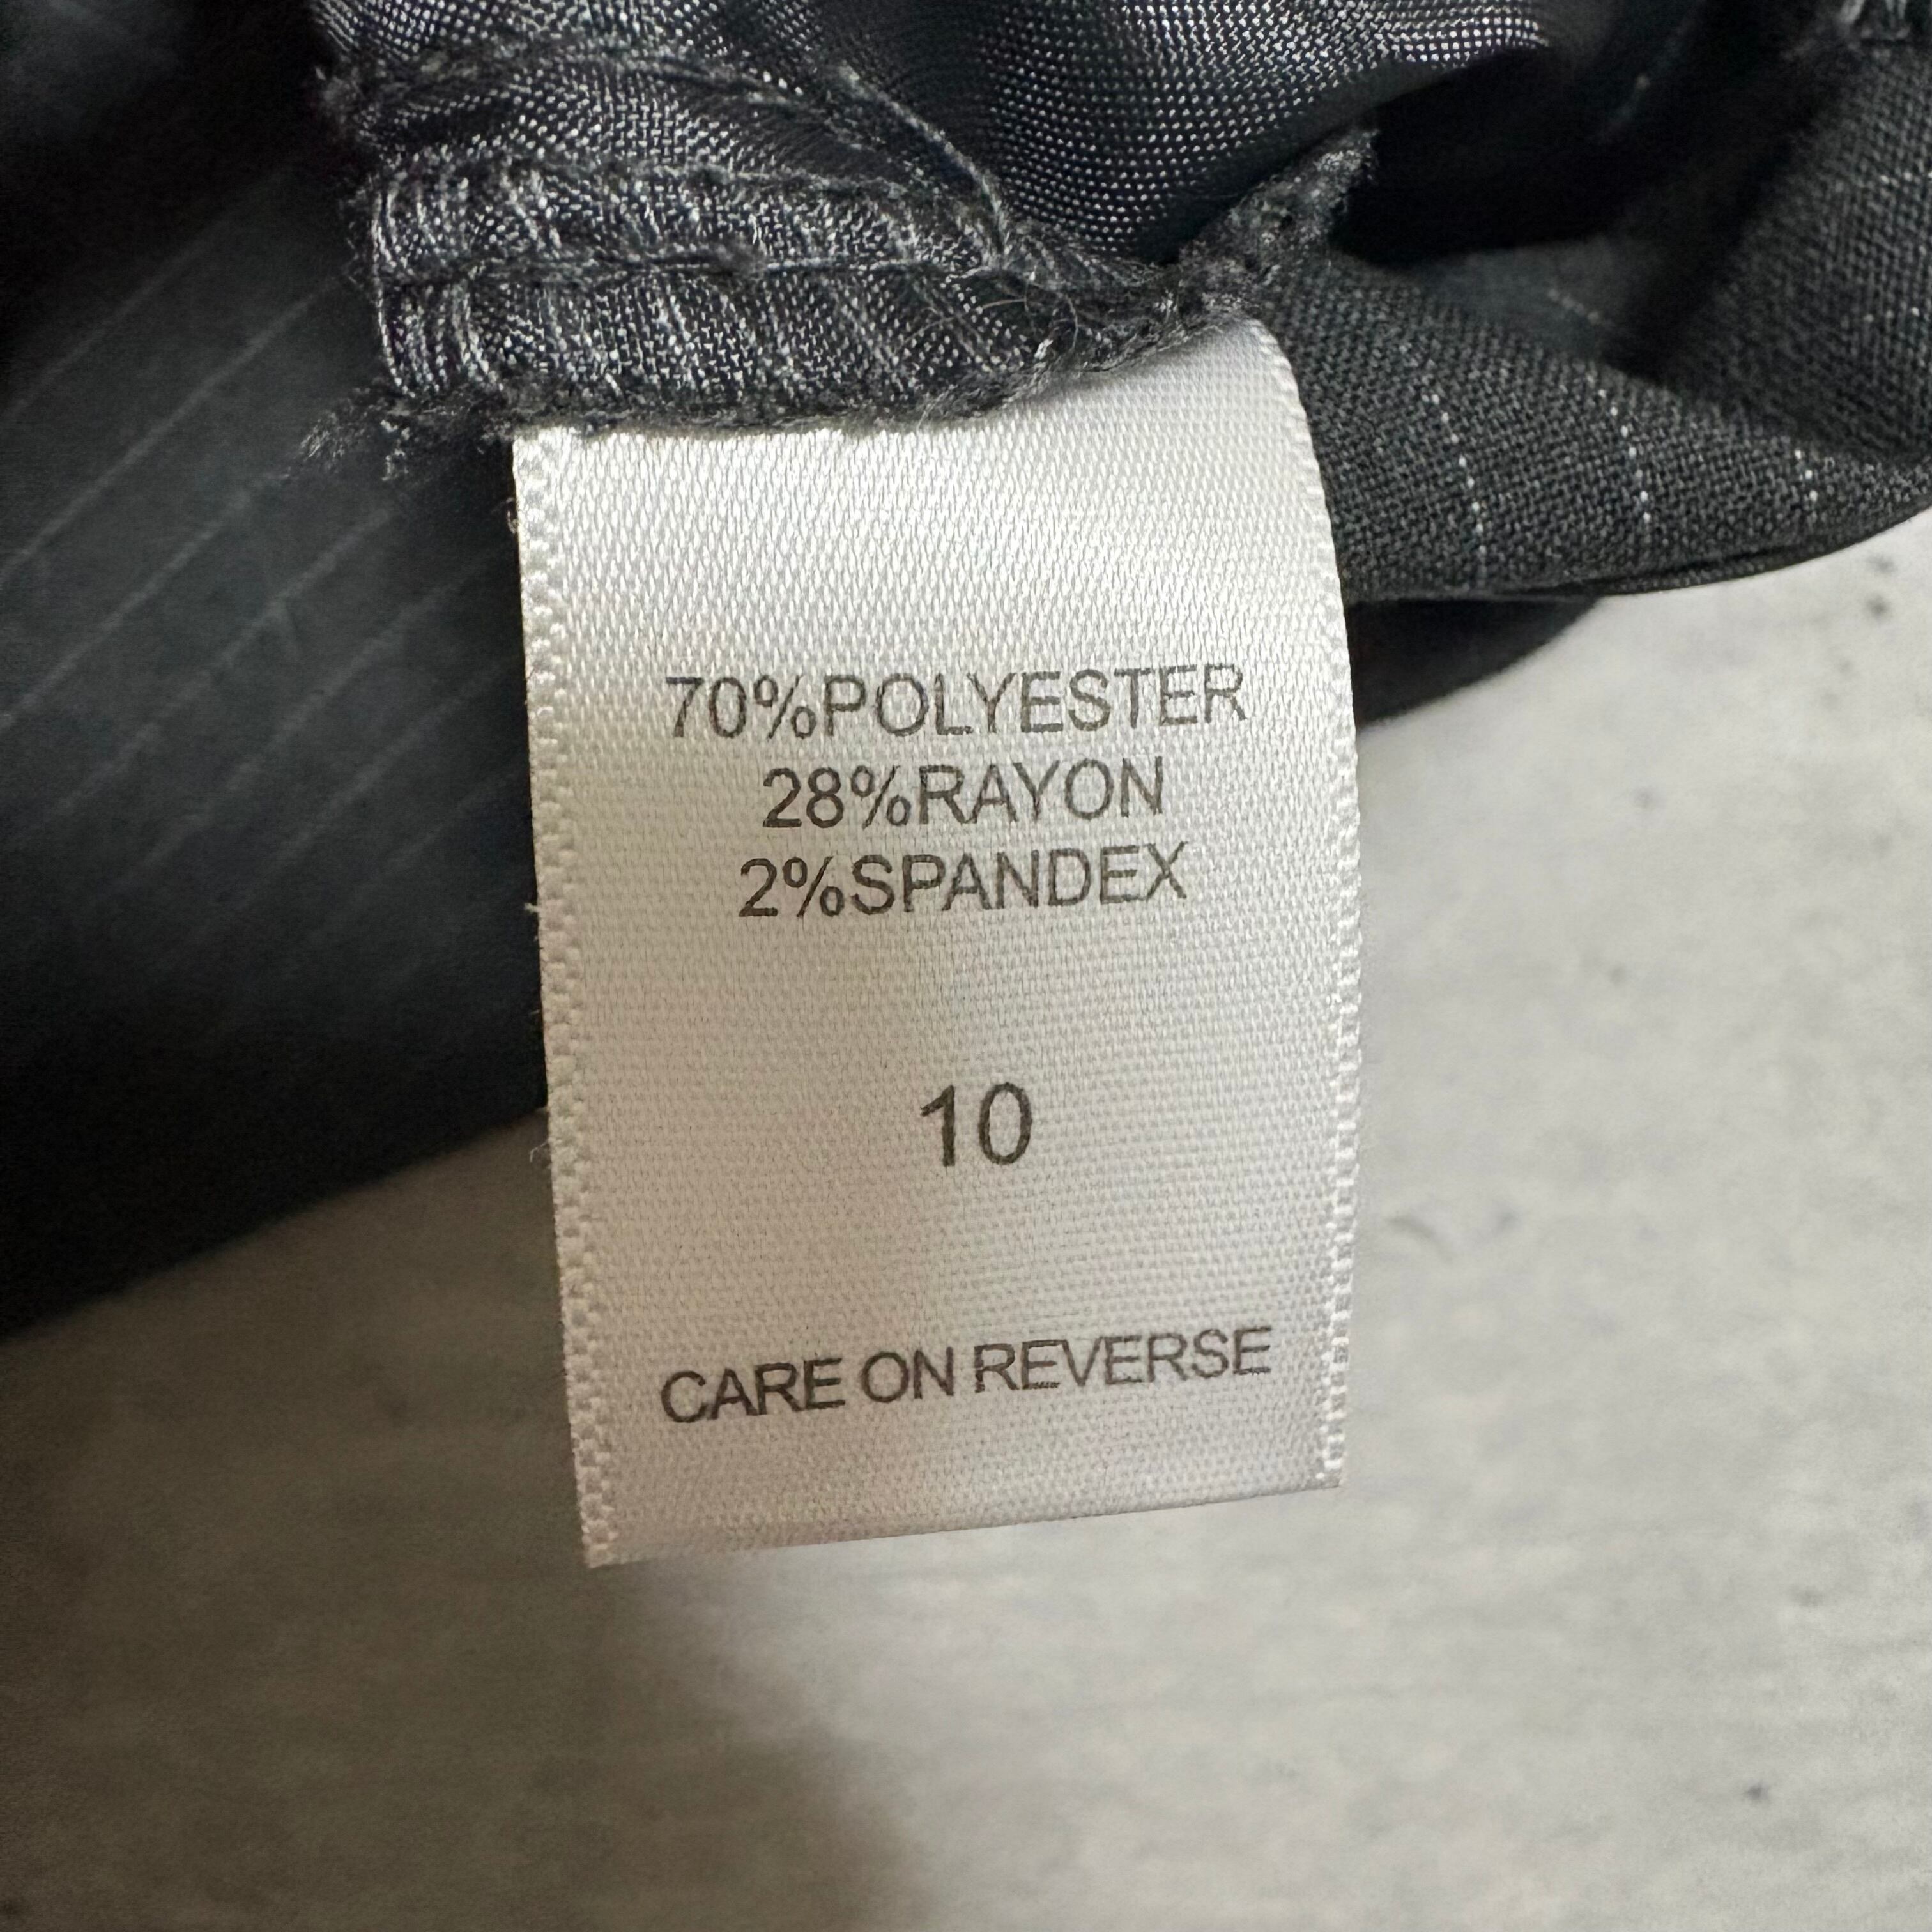 70%POLYESTER
28%RAYON
2%SPANDEX
10
CARE ON REVERSE